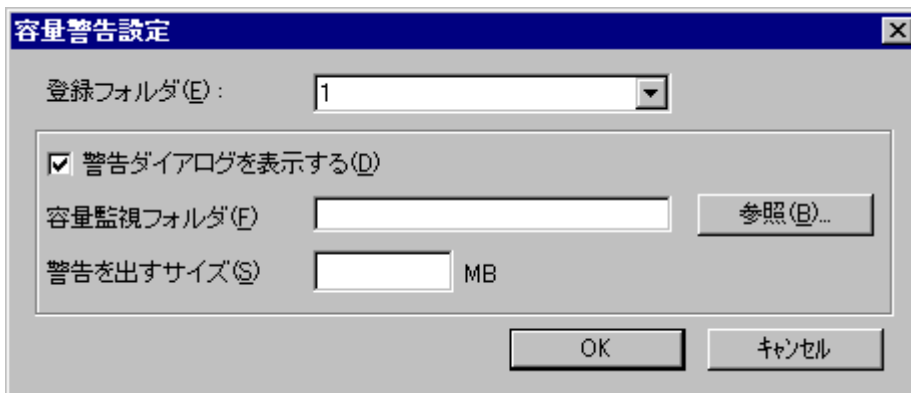 容量警告設定
登録フォルダ(E): 1
警告ダイアログを表示する(D)
容量監視フォルダ(F) 参照(B)...
警告を出すサイズ(S) MB
OK キャンセル